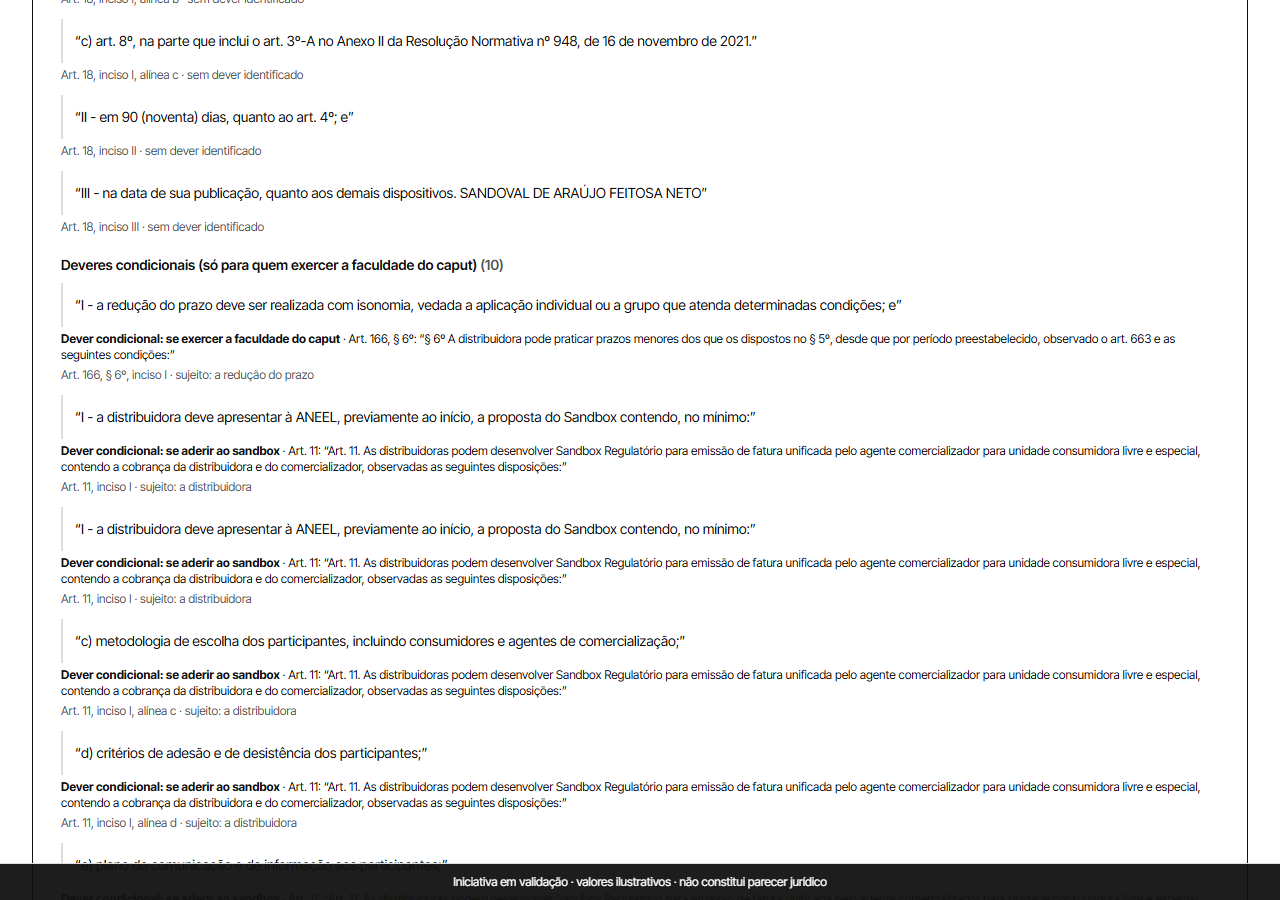 Art. 18, inciso I, alínea b · sem dever identificado
“c) art. 8º, na parte que inclui o art. 3º-A no Anexo II da Resolução Normativa nº 948, de 16 de novembro de 2021.”
Art. 18, inciso I, alínea c · sem dever identificado
“II - em 90 (noventa) dias, quanto ao art. 4º; e”
Art. 18, inciso II · sem dever identificado
“III - na data de sua publicação, quanto aos demais dispositivos. SANDOVAL DE ARAÚJO FEITOSA NETO”
Art. 18, inciso III · sem dever identificado
Deveres condicionais (só para quem exercer a faculdade do caput) (10)
“I - a redução do prazo deve ser realizada com isonomia, vedada a aplicação individual ou a grupo que atenda determinadas condições; e”
Dever condicional: se exercer a faculdade do caput · Art. 166, § 6º: “§ 6º A distribuidora pode praticar prazos menores dos que os dispostos no § 5º, desde que por período preestabelecido, observado o art. 663 e as
seguintes condições:”
Art. 166, § 6º, inciso I · sujeito: a redução do prazo
“I - a distribuidora deve apresentar à ANEEL, previamente ao início, a proposta do Sandbox contendo, no mínimo:”
Dever condicional: se aderir ao sandbox · Art. 11: “Art. 11. As distribuidoras podem desenvolver Sandbox Regulatório para emissão de fatura unificada pelo agente comercializador para unidade consumidora livre e especial,
contendo a cobrança da distribuidora e do comercializador, observadas as seguintes disposições:”
Art. 11, inciso I · sujeito: a distribuidora
“I - a distribuidora deve apresentar à ANEEL, previamente ao início, a proposta do Sandbox contendo, no mínimo:”
Dever condicional: se aderir ao sandbox · Art. 11: “Art. 11. As distribuidoras podem desenvolver Sandbox Regulatório para emissão de fatura unificada pelo agente comercializador para unidade consumidora livre e especial,
contendo a cobrança da distribuidora e do comercializador, observadas as seguintes disposições:”
Art. 11, inciso I · sujeito: a distribuidora
“c) metodologia de escolha dos participantes, incluindo consumidores e agentes de comercialização;”
Dever condicional: se aderir ao sandbox · Art. 11: “Art. 11. As distribuidoras podem desenvolver Sandbox Regulatório para emissão de fatura unificada pelo agente comercializador para unidade consumidora livre e especial,
contendo a cobrança da distribuidora e do comercializador, observadas as seguintes disposições:”
Art. 11, inciso I, alínea c · sujeito: a distribuidora
“d) critérios de adesão e de desistência dos participantes;”
Dever condicional: se aderir ao sandbox · Art. 11: “Art. 11. As distribuidoras podem desenvolver Sandbox Regulatório para emissão de fatura unificada pelo agente comercializador para unidade consumidora livre e especial,
contendo a cobrança da distribuidora e do comercializador, observadas as seguintes disposições:”
Art. 11, inciso I, alínea d · sujeito: a distribuidora
“e) plano de comunicação e de informação aos participantes;”
Iniciativa em validação · valores ilustrativos · não constitui parecer jurídico